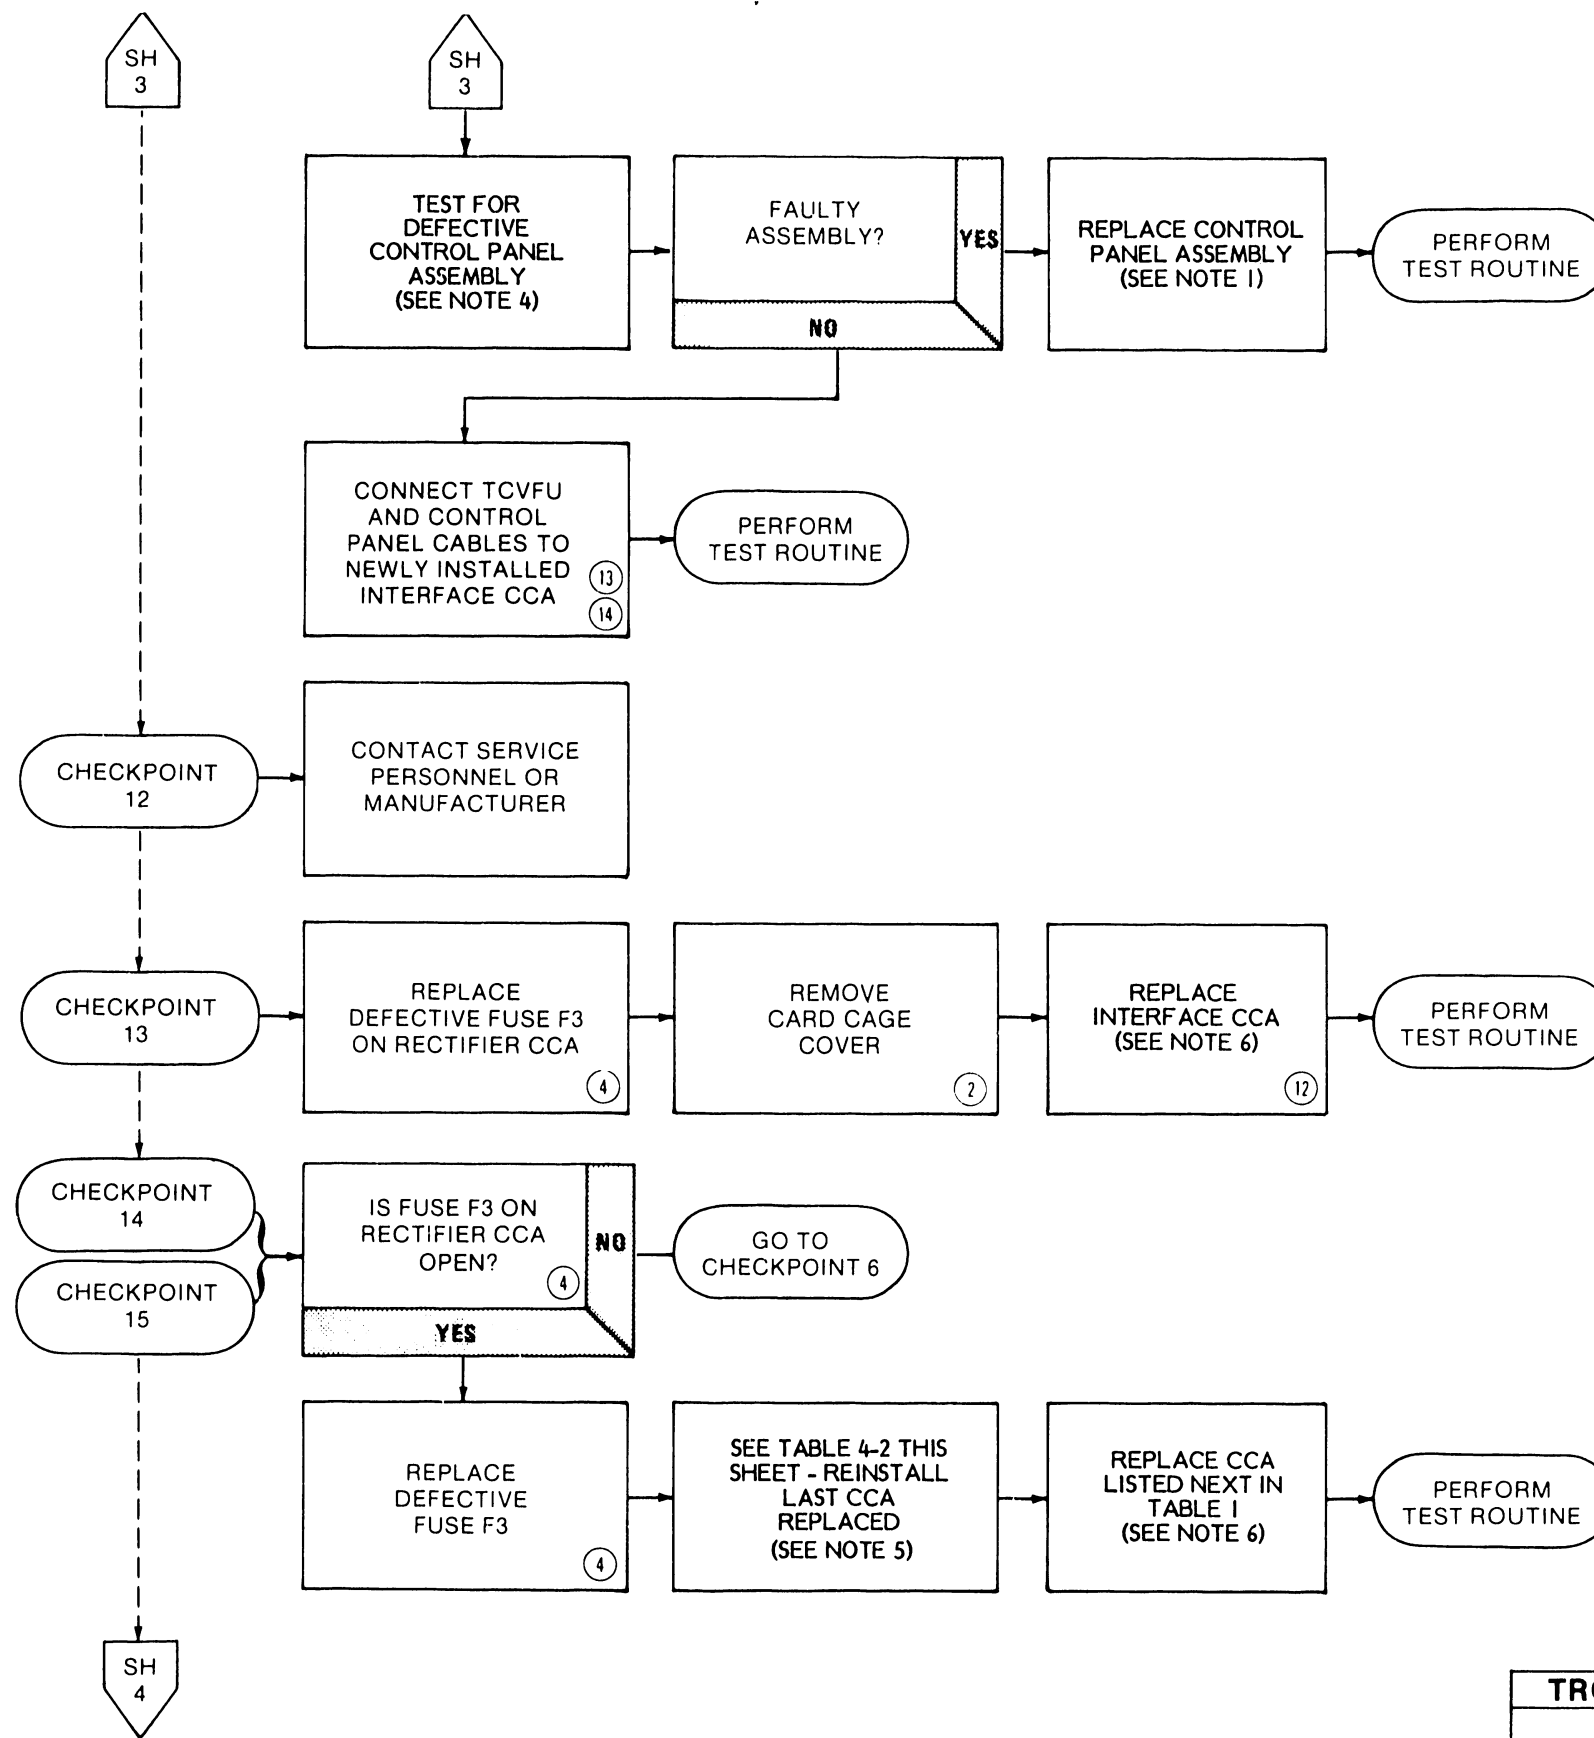 SH
3
SH
3
TEST FOR
DEFECTIVE
CONTROL PANEL
ASSEMBLY
(SEE NOTE 4)
FAULTY
ASSEMBLY?
YES
NO
REPLACE CONTROL
PANEL ASSEMBLY
(SEE NOTE 1)
PERFORM
TEST ROUTINE
CONNECT TCVFU
AND CONTROL
PANEL CABLES TO
NEWLY INSTALLED
INTERFACE CCA
13
14
PERFORM
TEST ROUTINE
CHECKPOINT
12
CONTACT SERVICE
PERSONNEL OR
MANUFACTURER
CHECKPOINT
13
REPLACE
DEFECTIVE FUSE F3
ON RECTIFIER CCA
4
REMOVE
CARD CAGE
COVER
2
REPLACE
INTERFACE CCA
(SEE NOTE 6)
12
PERFORM
TEST ROUTINE
CHECKPOINT
14
CHECKPOINT
15
IS FUSE F3 ON
RECTIFIER CCA
OPEN?
4
NO
YES
GO TO
CHECKPOINT 6
REPLACE
DEFECTIVE
FUSE F3
4
SEE TABLE 4-2 THIS
SHEET - REINSTALL
LAST CCA
REPLACED
(SEE NOTE 5)
REPLACE CCA
LISTED NEXT IN
TABLE 1
(SEE NOTE 6)
PERFORM
TEST ROUTINE
SH
4